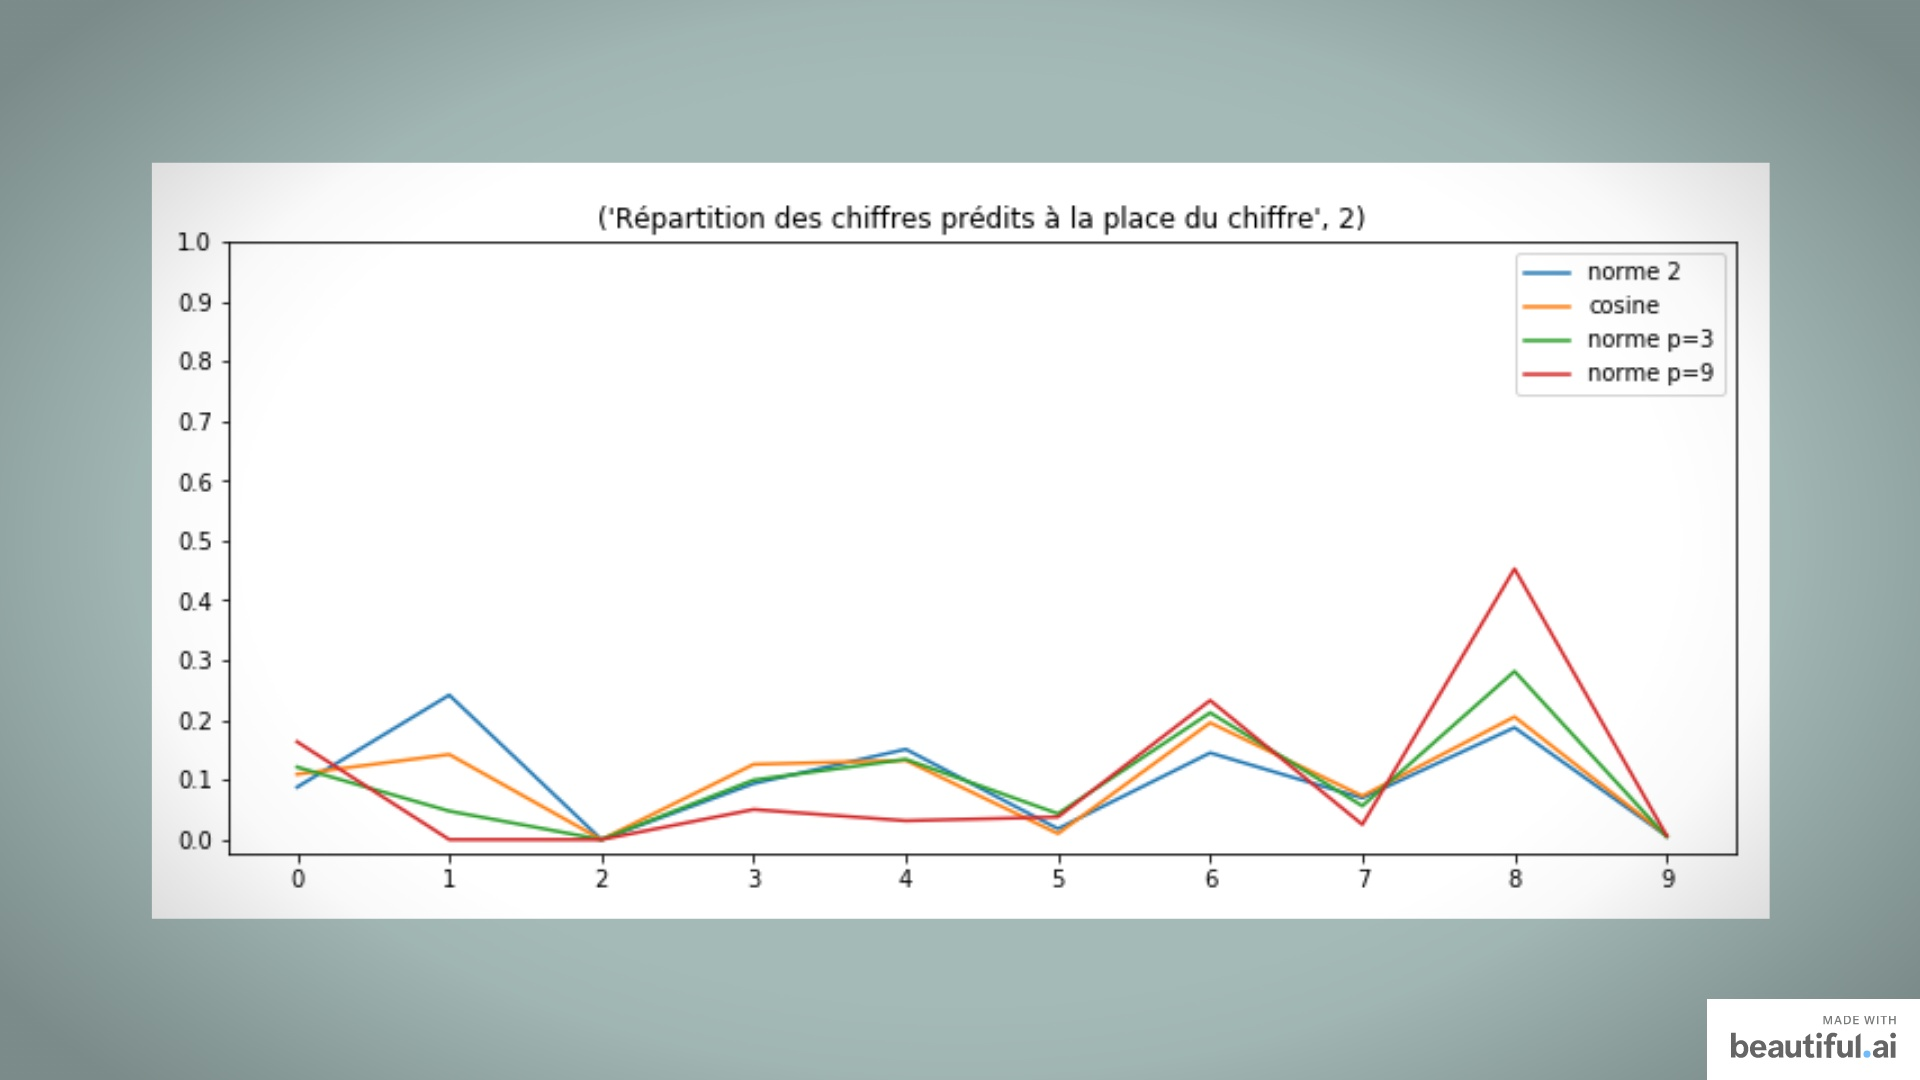 ('Répartition des chiffres prédits à la place du chiffre', 2)
1.0
0.9
0.8
0.7
0.6
0.5
0.4
0.3
0.2
0.1
0.0
norme 2
cosine
norme p=3
norme p=9
0 1 2 3 4 5 6 7 8 9
MADE WITH
beautiful.ai